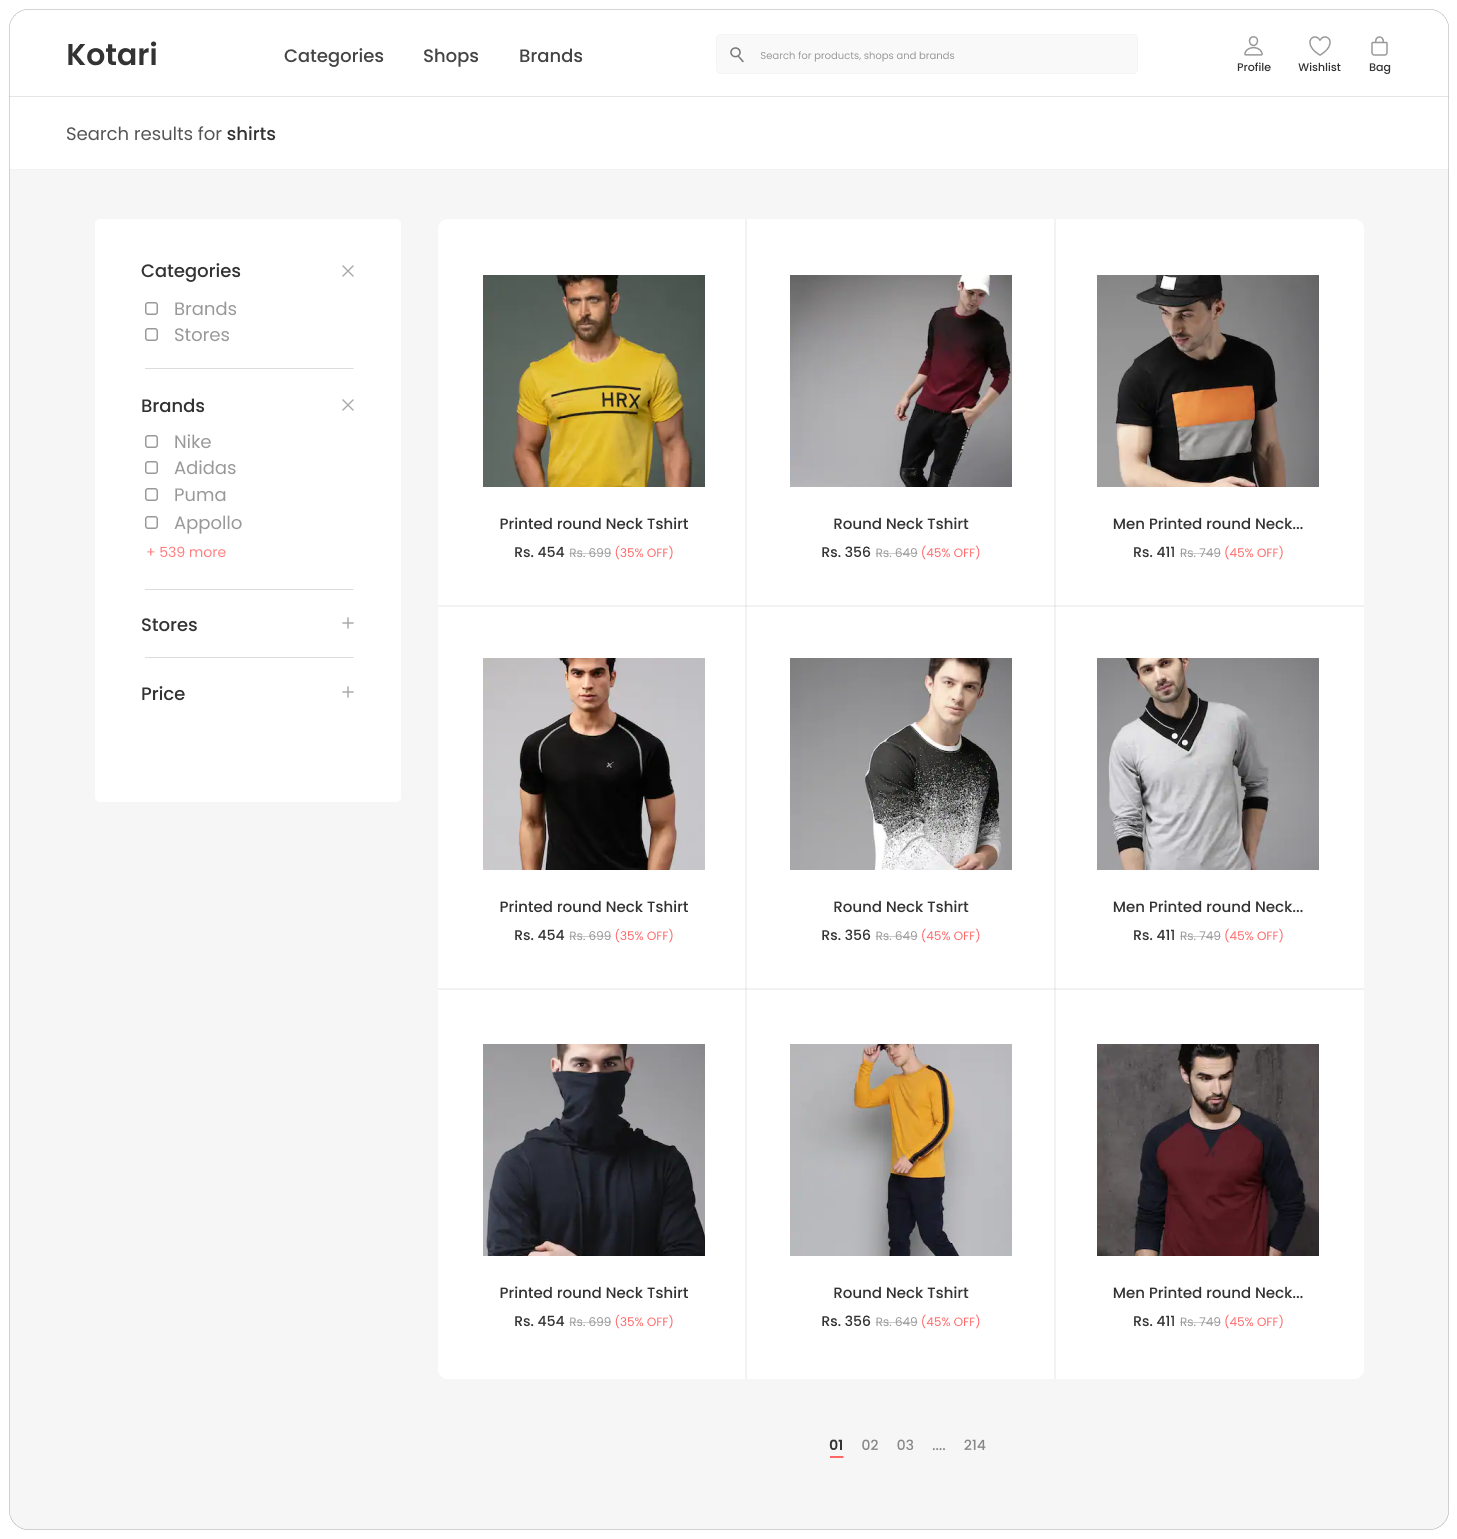 Kotari
Categories Shops Brands
Search for products, shops and brands
Profile Wishlist Bag
Search results for shirts
Categories
Brands
Stores
Brands
Nike
Adidas
Puma
Appollo
+ 539 more
Stores
Price
HRX
Printed round Neck Tshirt
Rs. 454 Rs. 699 (35% OFF)
Round Neck Tshirt
Rs. 356 Rs. 649 (45% OFF)
Men Printed round Neck...
Rs. 411 Rs. 749 (45% OFF)
Printed round Neck Tshirt
Rs. 454 Rs. 699 (35% OFF)
Round Neck Tshirt
Rs. 356 Rs. 649 (45% OFF)
Men Printed round Neck...
Rs. 411 Rs. 749 (45% OFF)
Printed round Neck Tshirt
Rs. 454 Rs. 699 (35% OFF)
Round Neck Tshirt
Rs. 356 Rs. 649 (45% OFF)
Men Printed round Neck...
Rs. 411 Rs. 749 (45% OFF)
01 02 03 .... 214